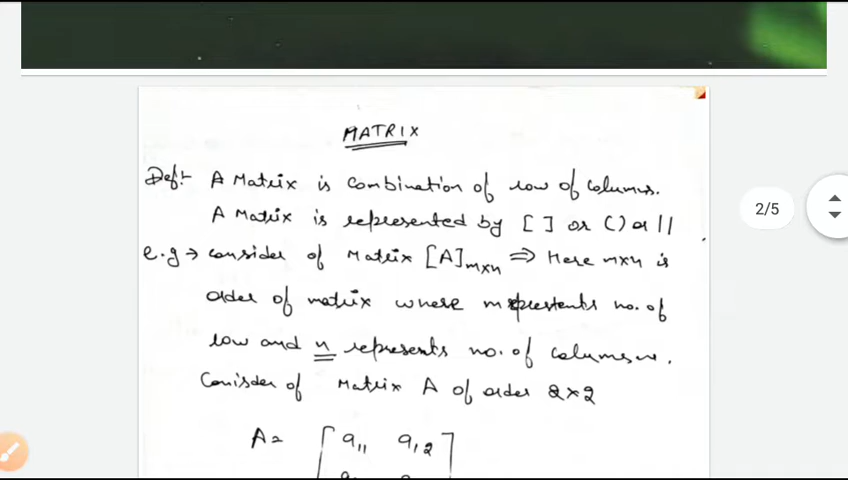 MATRIX
Def:- A Matrix is combination of row of columns.
A Matrix is represented by [ ] or ( ) or ||
e.g → consider of Matrix [A]m×n ⇒ Here m×n is
order of matrix where m represtents no. of
row and n represents no. of columns
Conisder of Matrix A of order 2×2
A = [ a11 a12 ]
2/5